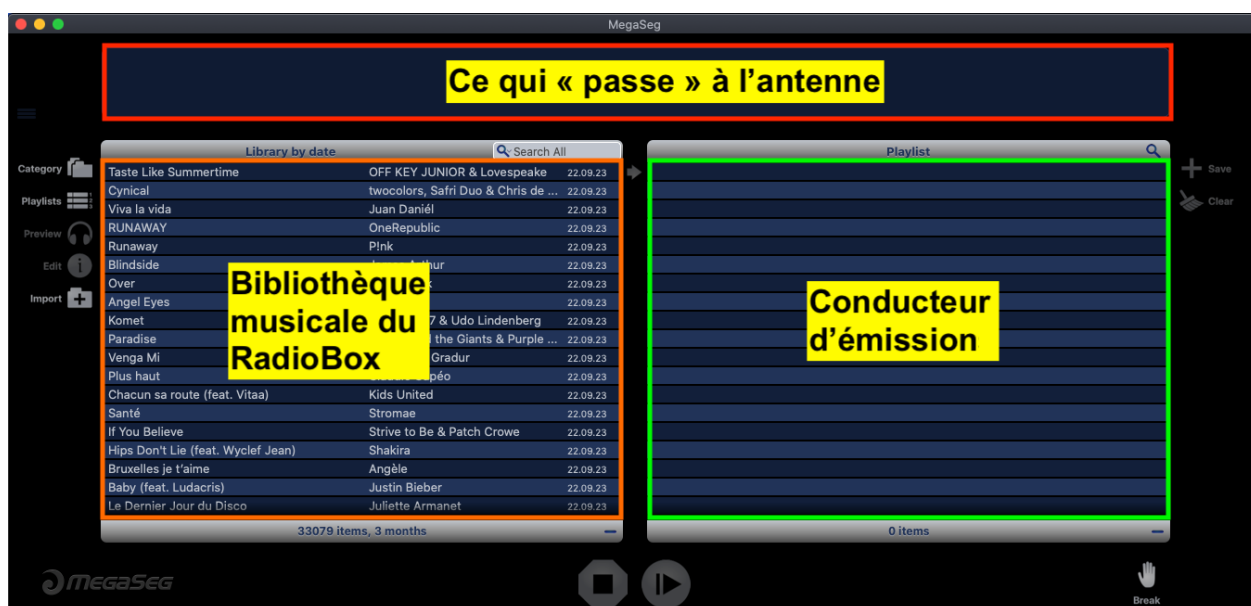 MegaSeg
Ce qui « passe » à l'antenne
Library by date
Search All
Category
Playlists
Preview
Edit
Import
Taste Like Summertime OFF KEY JUNIOR & Lovespeake 22.09.23
Cynical twocolors, Safri Duo & Chris de ... 22.09.23
Viva la vida Juan Daniél 22.09.23
RUNAWAY OneRepublic 22.09.23
Runaway P!nk 22.09.23
Blindside hur 22.09.23
Over 22.09.23
Angel Eyes 22.09.23
Komet 7 & Udo Lindenberg 22.09.23
Paradise the Giants & Purple ... 22.09.23
Venga Mi Gradur 22.09.23
Plus haut péo 22.09.23
Chacun sa route (feat. Vitaa) Kids United 22.09.23
Santé Stromae 22.09.23
If You Believe Strive to Be & Patch Crowe 22.09.23
Hips Don't Lie (feat. Wyclef Jean) Shakira 22.09.23
Bruxelles je t'aime Angèle 22.09.23
Baby (feat. Ludacris) Justin Bieber 22.09.23
Le Dernier Jour du Disco Juliette Armanet 22.09.23
Bibliothèque
musicale du
RadioBox
33079 items, 3 months
Playlist
Conducteur
d'émission
0 items
Save
Clear
MegaSeg
Break